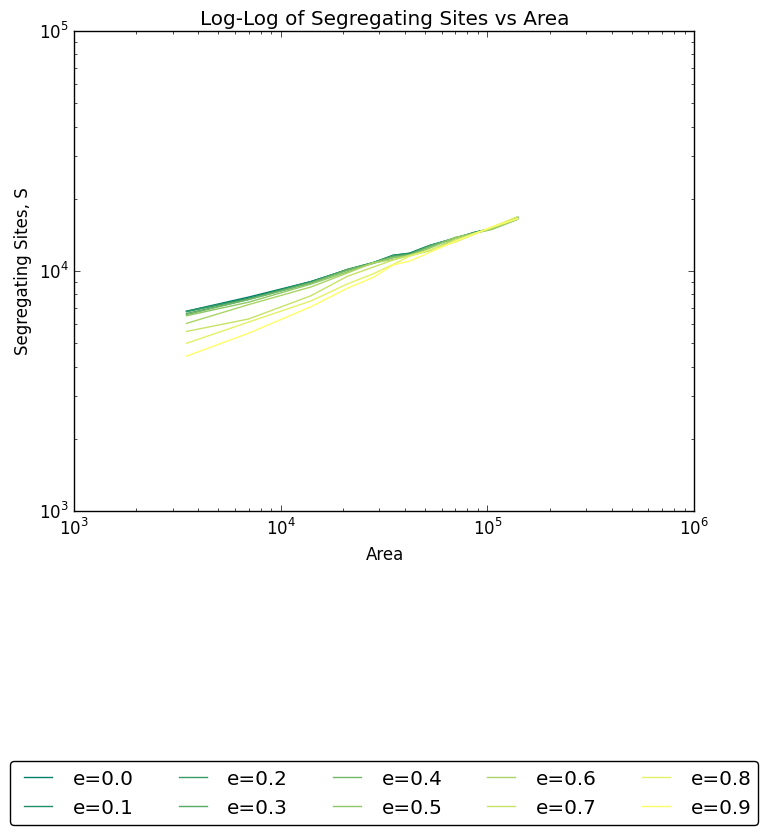 Log-Log of Segregating Sites vs Area
10^5
10^4
10^3
Segregating Sites, S
10^3 10^4 10^5 10^6
Area
e=0.0 e=0.2 e=0.4 e=0.6 e=0.8
e=0.1 e=0.3 e=0.5 e=0.7 e=0.9